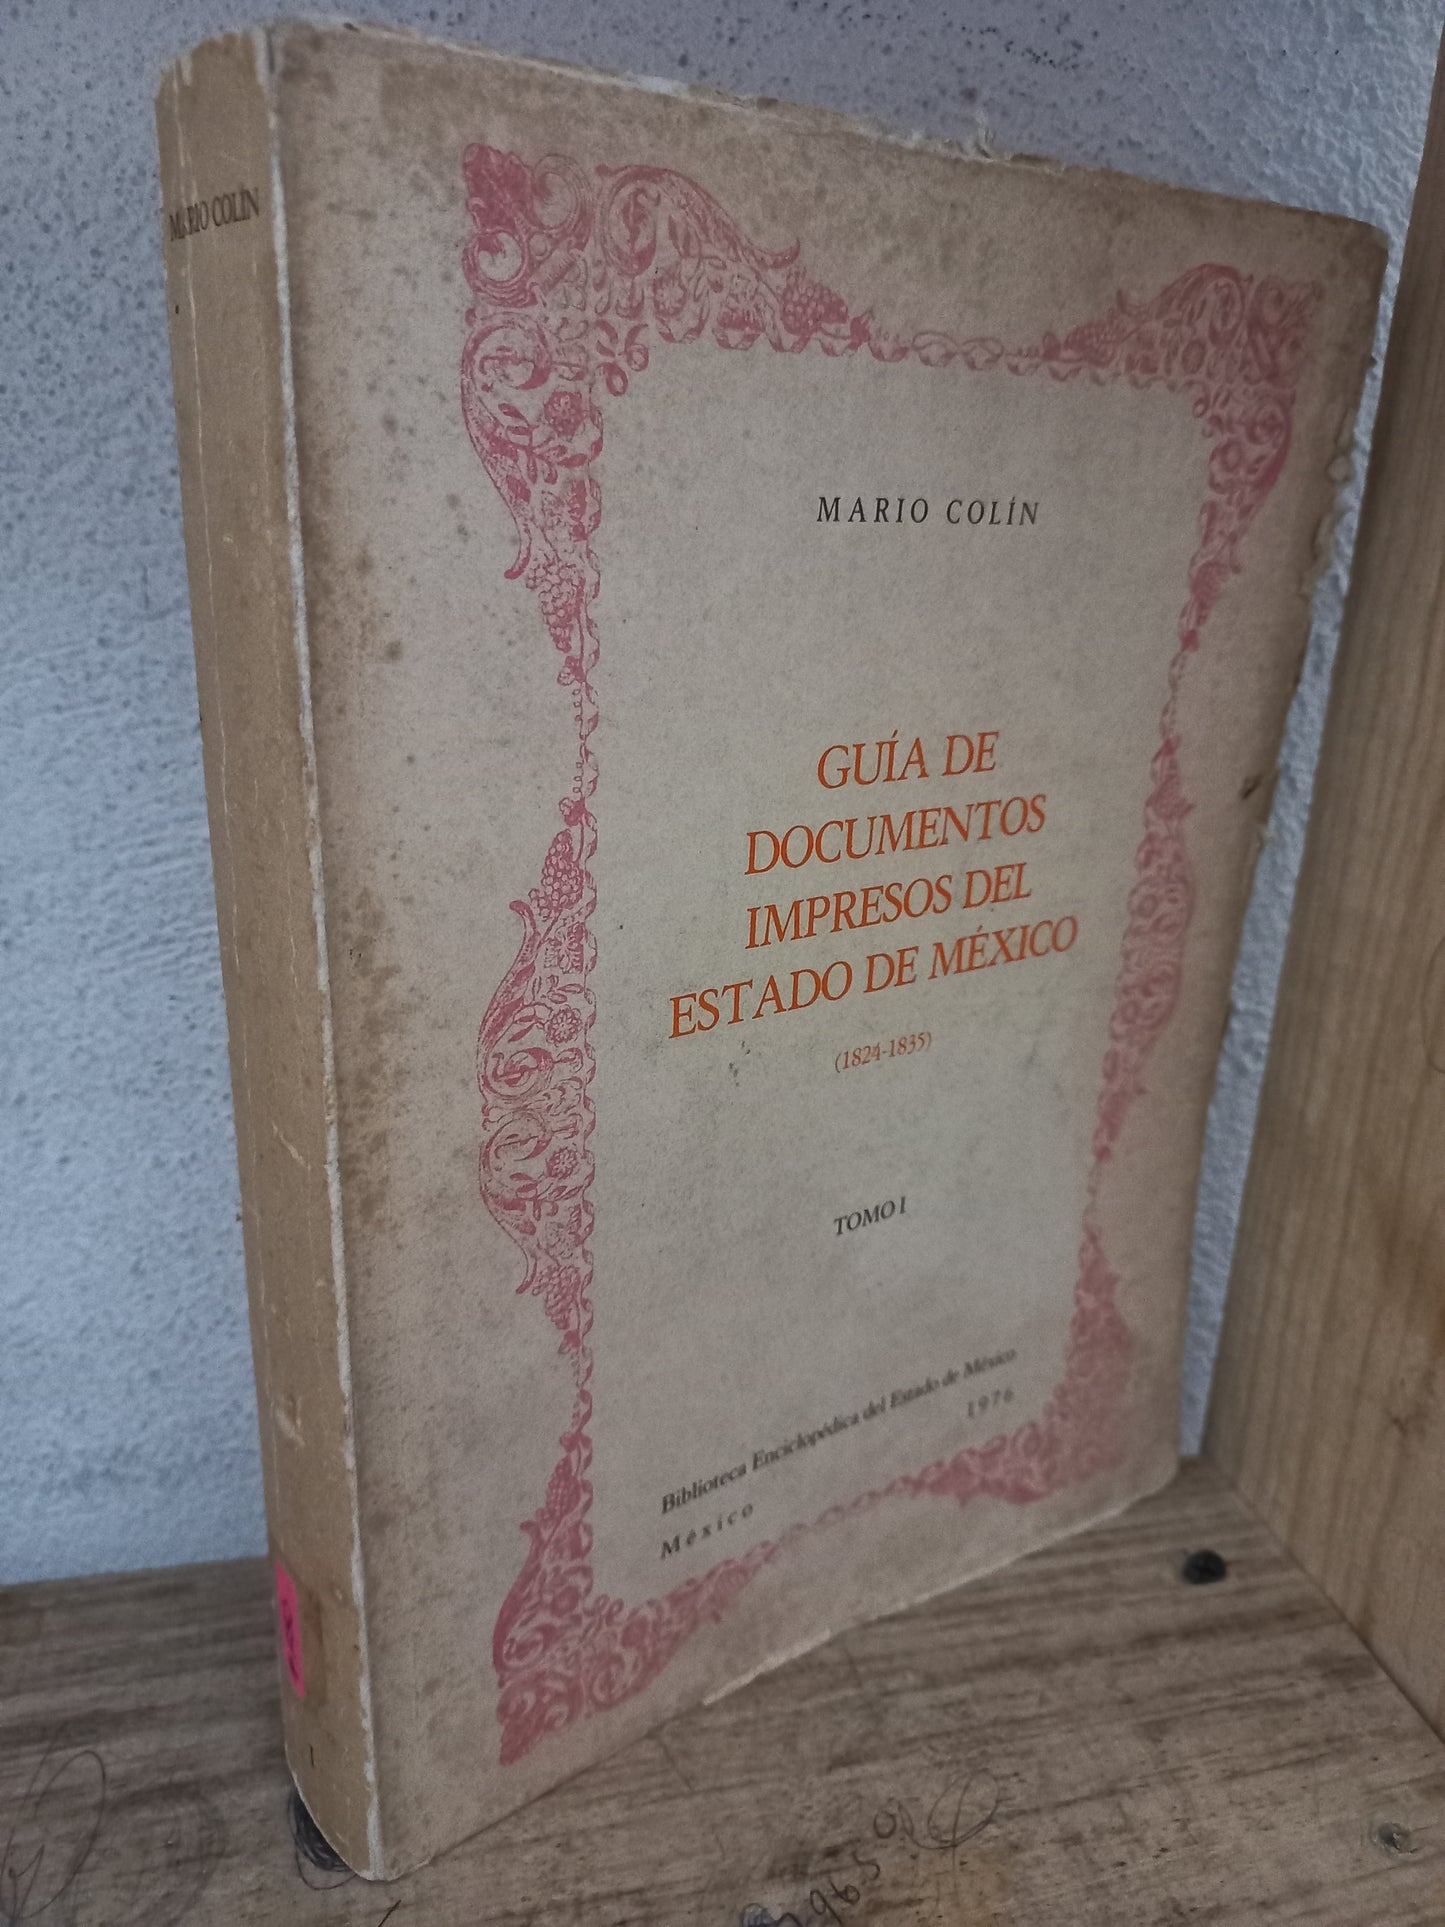 MARIO COLÍN
MARIO COLÍN
GUÍA DE
DOCUMENTOS
IMPRESOS DEL
ESTADO DE MÉXICO
(1824-1835)
TOMO I
Biblioteca Enciclopédica del Estado de México
México 1976
1